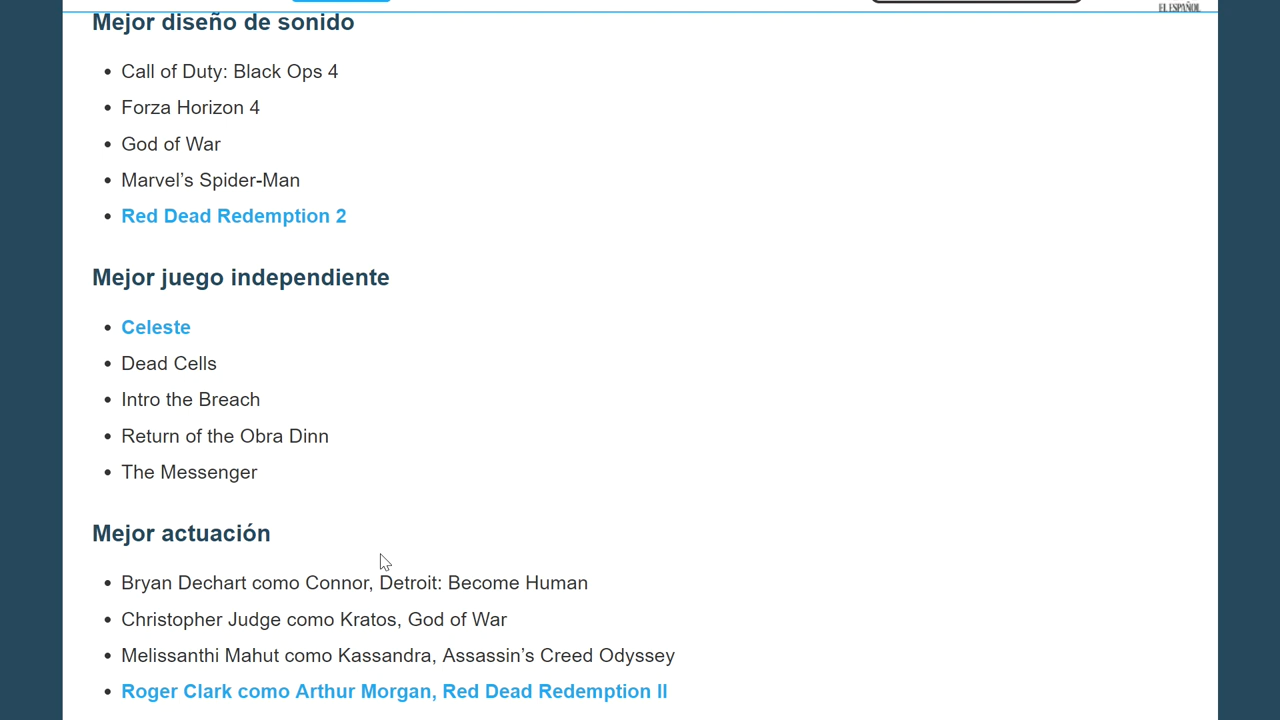 EL ESPAÑOL
Mejor diseño de sonido
Call of Duty: Black Ops 4
Forza Horizon 4
God of War
Marvel’s Spider-Man
Red Dead Redemption 2
Mejor juego independiente
Celeste
Dead Cells
Intro the Breach
Return of the Obra Dinn
The Messenger
Mejor actuación
Bryan Dechart como Connor, Detroit: Become Human
Christopher Judge como Kratos, God of War
Melissanthi Mahut como Kassandra, Assassin’s Creed Odyssey
Roger Clark como Arthur Morgan, Red Dead Redemption II